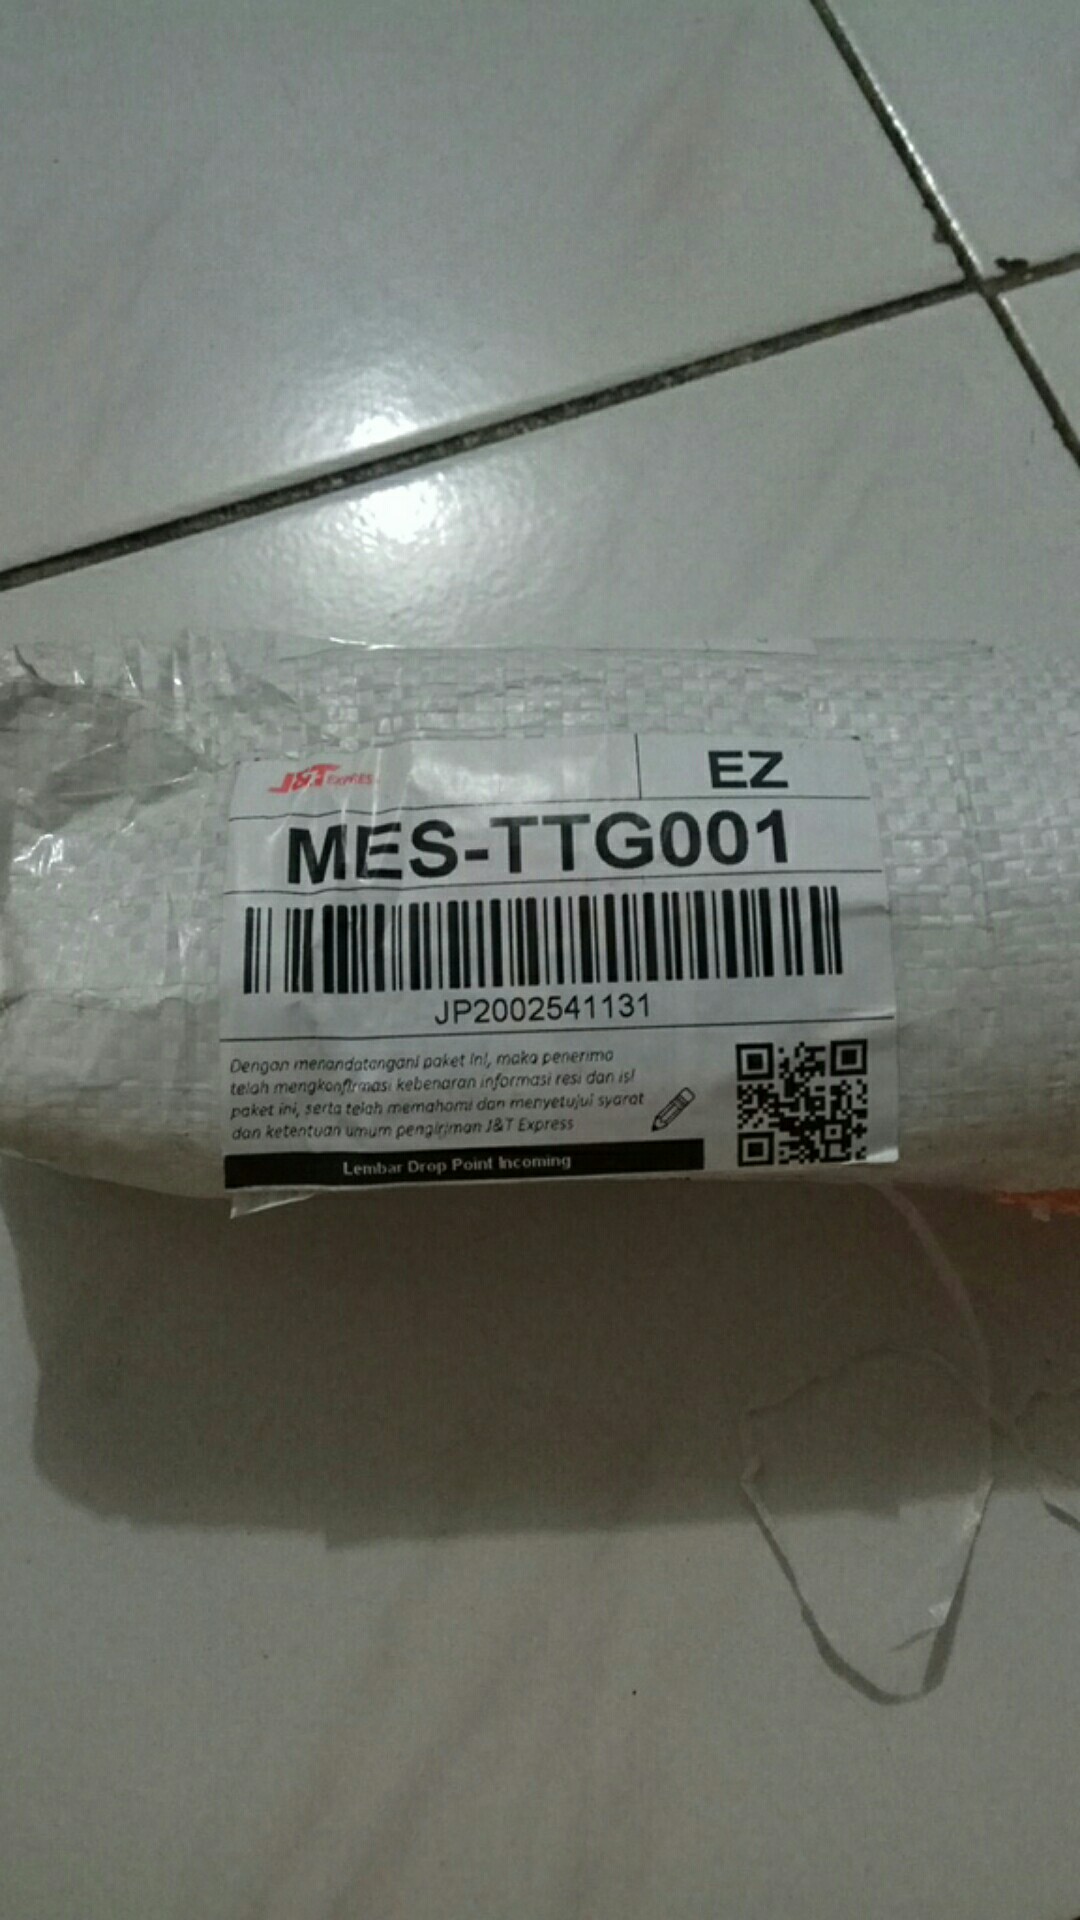 J&T EXPRESS
EZ
MES-TTG001
JP2002541131
Dengan menandatangani paket ini, maka penerima
telah mengkonfirmasi kebenaran informasi resi dan isi
paket ini, serta telah memahami dan menyetujui syarat
dan ketentuan umum pengiriman J&T Express
Lembar Drop Point Incoming